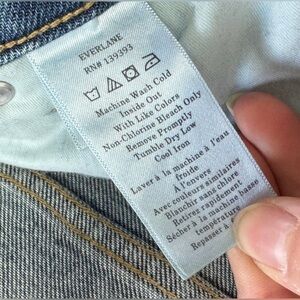 EVERLANE
RN# 139393
Machine Wash Cold
Inside Out
With Like Colors
Non-Chlorine Bleach Only
Remove Promptly
Tumble Dry Low
Cool Iron
Laver à la machine à l'eau
froide
À l'envers
Avec couleurs similaires
Blanchir sans chlore
Retirez rapidement
Sécher à la machine basse
température
Repasser à